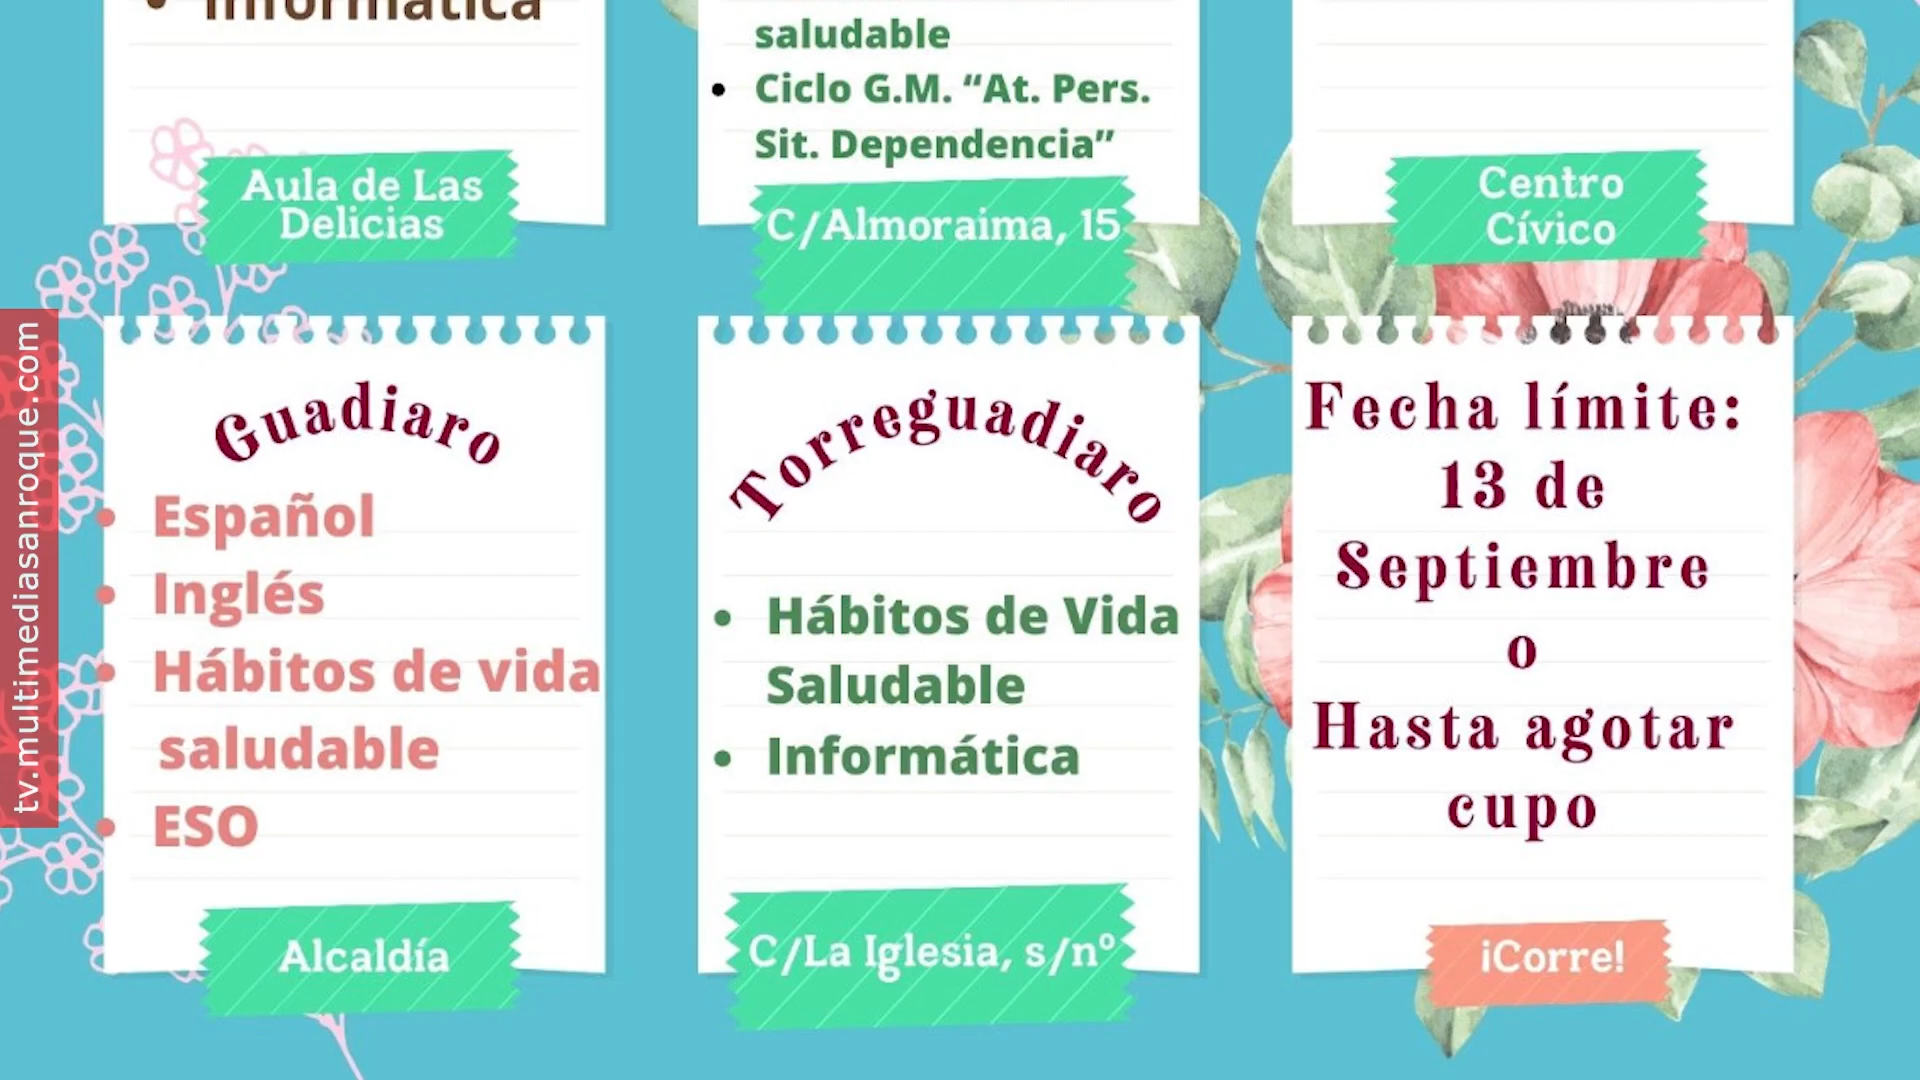 Informática
Aula de Las
Delicias
saludable
Ciclo G.M. “At. Pers.
Sit. Dependencia”
C/Almoraima, 15
Centro
Cívico
Guadiaro
Español
Inglés
Hábitos de vida
saludable
ESO
Alcaldía
Torreguadiaro
Hábitos de Vida
Saludable
Informática
C/La Iglesia, s/nº
Fecha límite:
13 de
Septiembre
o
Hasta agotar
cupo
¡Corre!
tv.multimediasanroque.com